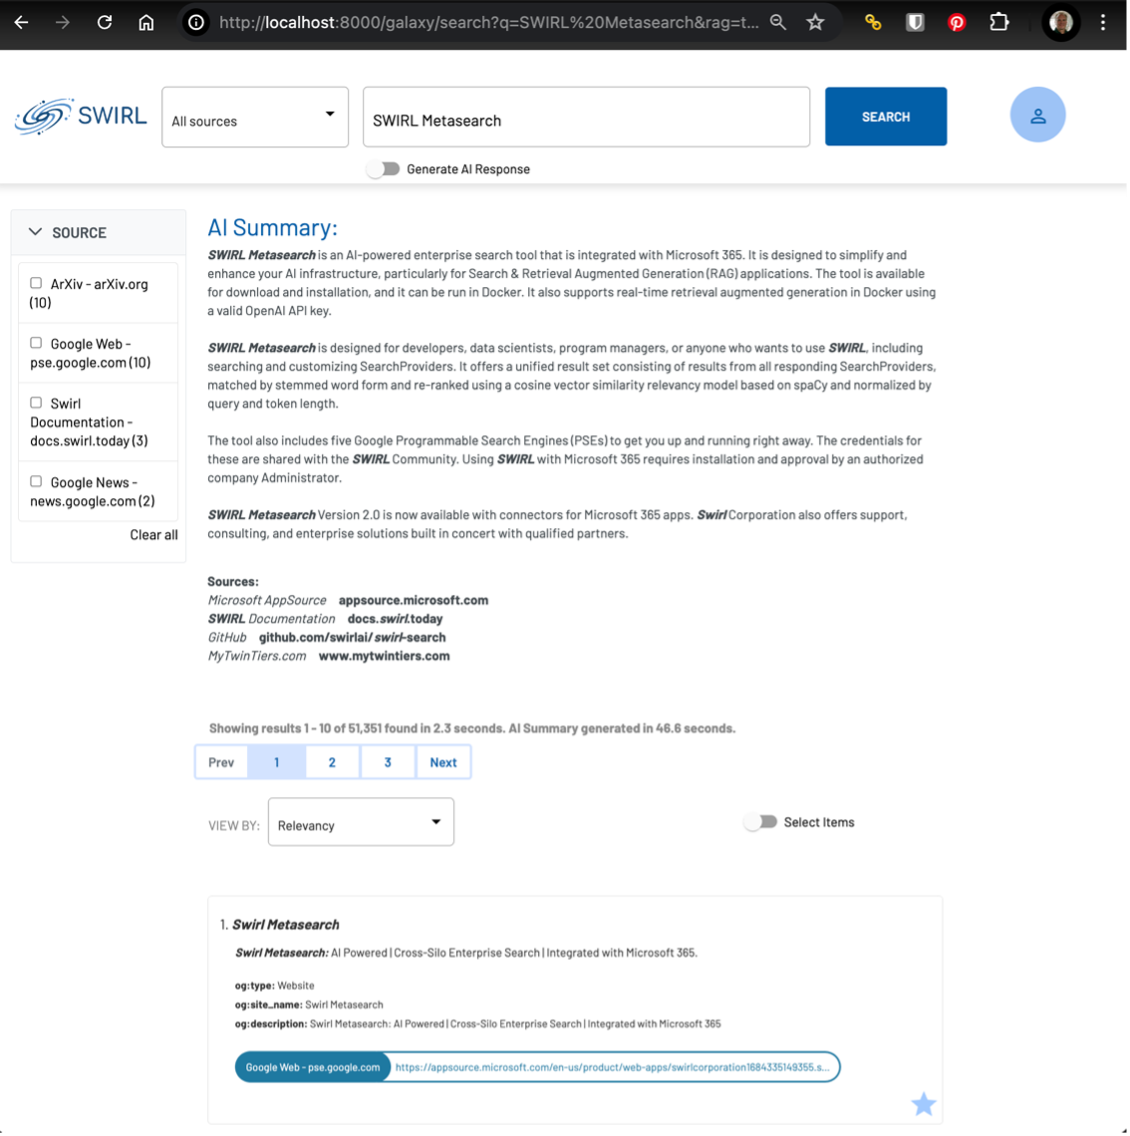 http://localhost:8000/galaxy/search?q=SWIRL%20Metasearch&rag=t...
SWIRL
All sources
SWIRL Metasearch
SEARCH
Generate AI Response
SOURCE
ArXiv - arXiv.org
(10)
Google Web -
pse.google.com (10)
Swirl
Documentation -
docs.swirl.today (3)
Google News -
news.google.com (2)
Clear all
AI Summary:
SWIRL Metasearch is an AI-powered enterprise search tool that is integrated with Microsoft 365. It is designed to simplify and
enhance your AI infrastructure, particularly for Search & Retrieval Augmented Generation (RAG) applications. The tool is available
for download and installation, and it can be run in Docker. It also supports real-time retrieval augmented generation in Docker using
a valid OpenAI API key.
SWIRL Metasearch is designed for developers, data scientists, program managers, or anyone who wants to use SWIRL, including
searching and customizing SearchProviders. It offers a unified result set consisting of results from all responding SearchProviders,
matched by stemmed word form and re-ranked using a cosine vector similarity relevancy model based on spaCy and normalized by
query and token length.
The tool also includes five Google Programmable Search Engines (PSEs) to get you up and running right away. The credentials for
these are shared with the SWIRL Community. Using SWIRL with Microsoft 365 requires installation and approval by an authorized
company Administrator.
SWIRL Metasearch Version 2.0 is now available with connectors for Microsoft 365 apps. Swirl Corporation also offers support,
consulting, and enterprise solutions built in concert with qualified partners.
Sources:
Microsoft AppSource appsource.microsoft.com
SWIRL Documentation docs.swirl.today
GitHub github.com/swirlai/swirl-search
MyTwinTiers.com www.mytwintiers.com
Showing results 1 - 10 of 51,351 found in 2.3 seconds. AI Summary generated in 46.6 seconds.
Prev 1 2 3 Next
VIEW BY: Relevancy
Select Items
1. Swirl Metasearch
Swirl Metasearch: AI Powered | Cross-Silo Enterprise Search | Integrated with Microsoft 365.
og:type: Website
og:site_name: Swirl Metasearch
og:description: Swirl Metasearch: AI Powered | Cross-Silo Enterprise Search | Integrated with Microsoft 365
Google Web - pse.google.com https://appsource.microsoft.com/en-us/product/web-apps/swirlcorporation1684335149355.s...